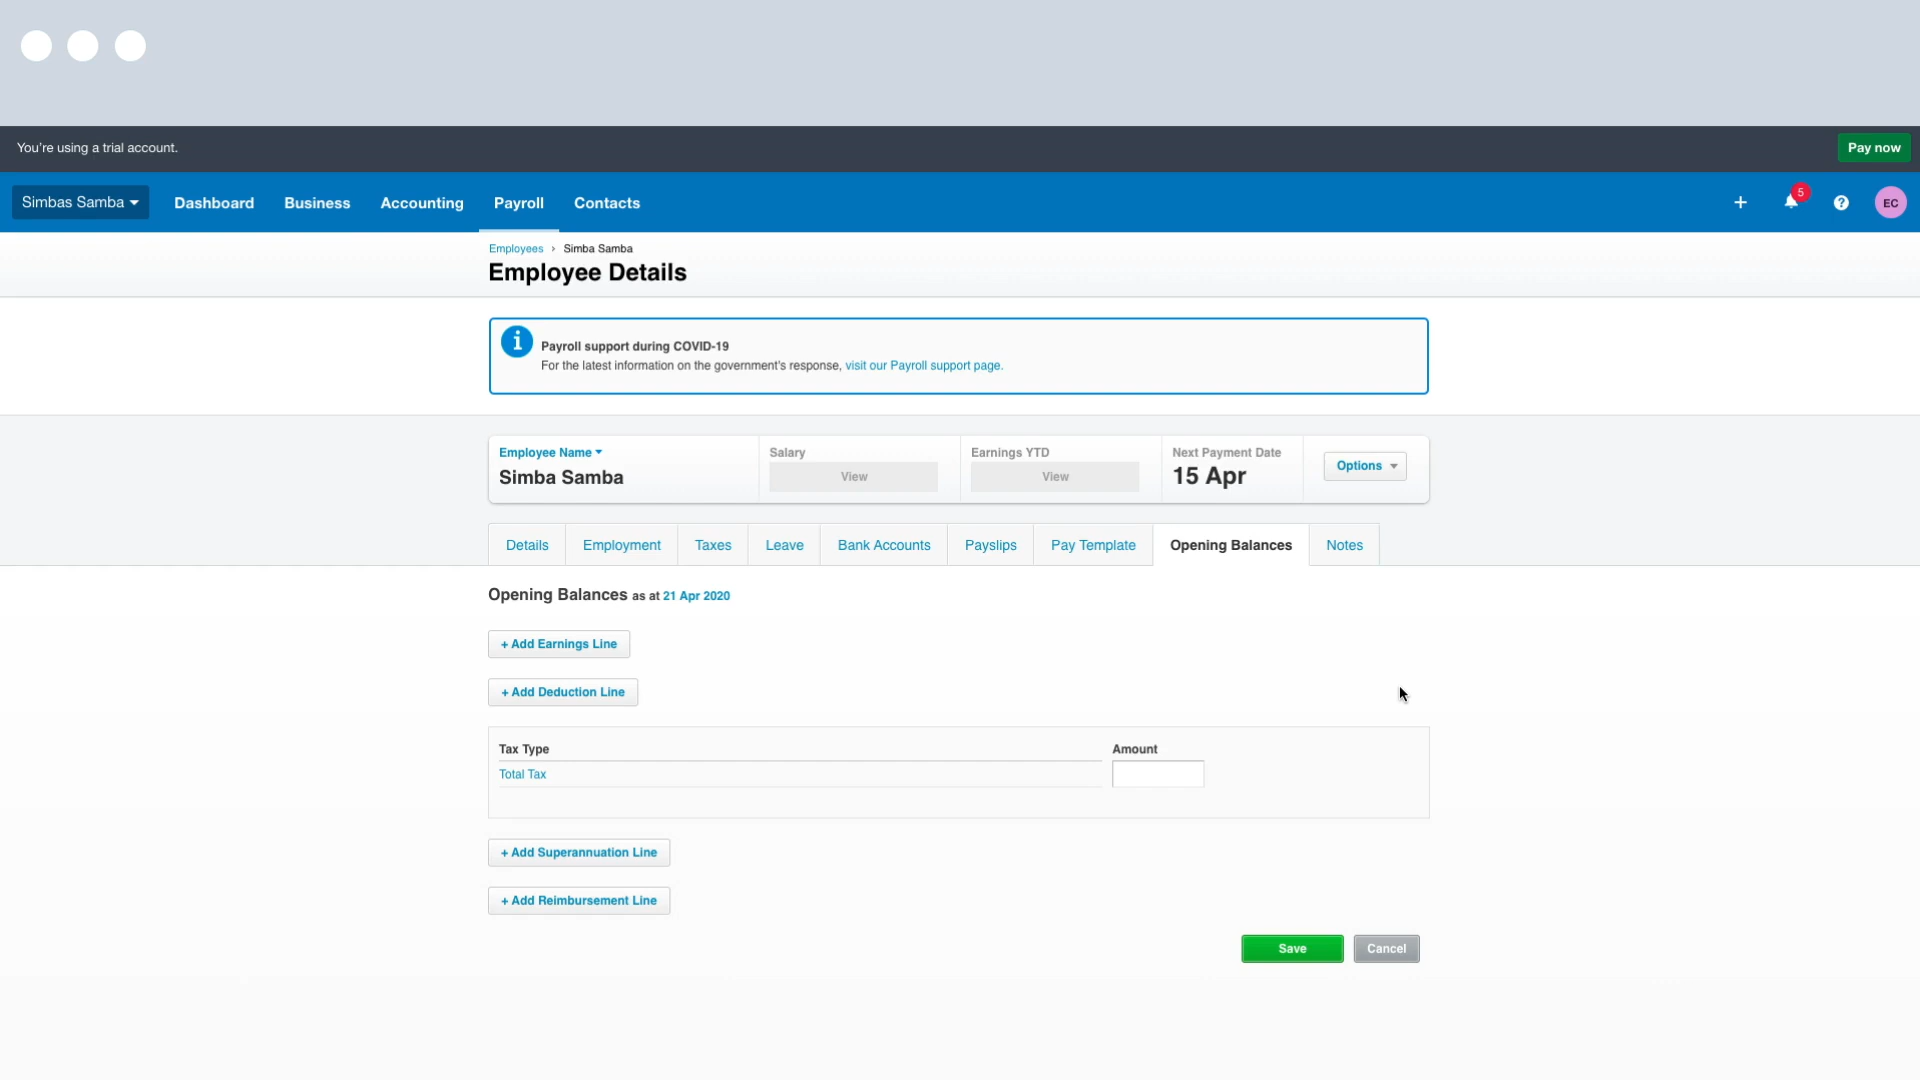 You're using a trial account.
Pay now
Simbas Samba
Dashboard
Business
Accounting
Payroll
Contacts
5
?
EC
Employees › Simba Samba
Employee Details
i
Payroll support during COVID-19
For the latest information on the government's response, visit our Payroll support page.
Employee Name
Simba Samba
Salary
View
Earnings YTD
View
Next Payment Date
15 Apr
Options
Details
Employment
Taxes
Leave
Bank Accounts
Payslips
Pay Template
Opening Balances
Notes
Opening Balances as at 21 Apr 2020
+ Add Earnings Line
+ Add Deduction Line
Tax Type
Amount
Total Tax
+ Add Superannuation Line
+ Add Reimbursement Line
Save
Cancel